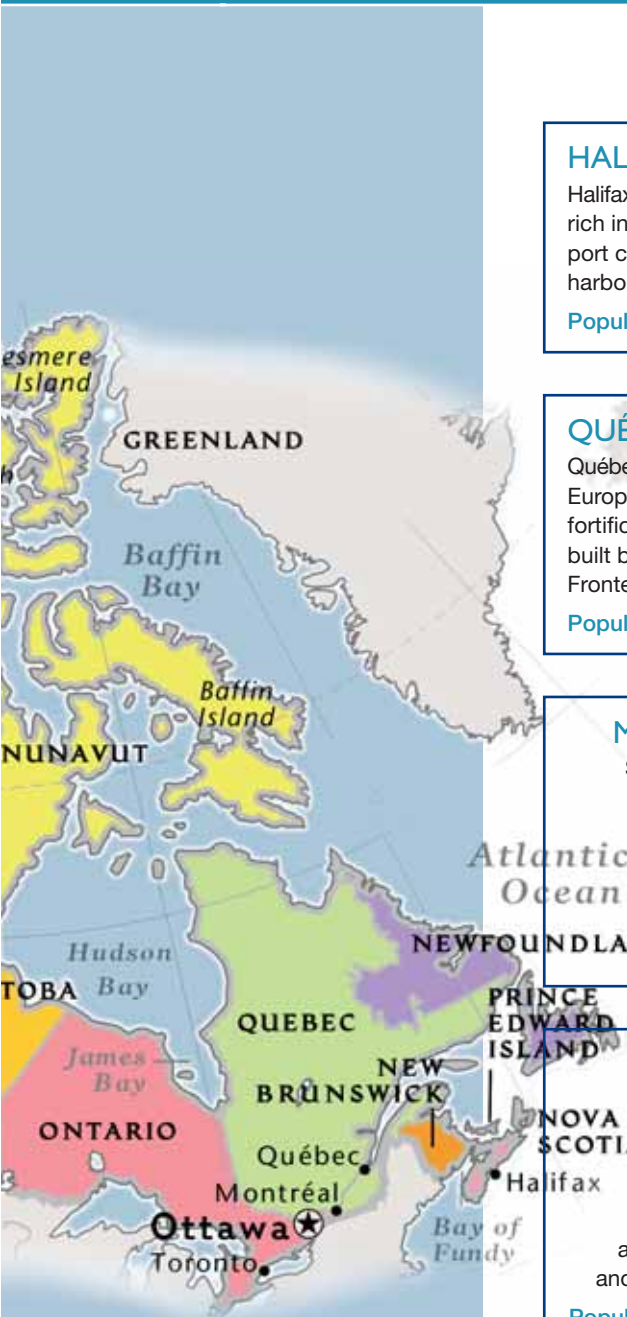 esmere
Island
h
GREENLAND
Baffin
Bay
Baffin
Island
NUNAVUT
Atlantic
Ocean
Hudson
Bay
NEWFOUNDLA
TOBA
PRINCE
EDWARD
ISLAND
QUEBEC
James
Bay
NEW
BRUNSWICK
ONTARIO
NOVA
SCOTI
Québec
Halifax
Montréal
Ottawa
Bay of
Fundy
Toronto
HAL
Halifax
rich in
port c
harbo
Popul
QUÉ
Québe
Europ
fortific
built b
Fronte
Popul
M
s
a
and
Popul